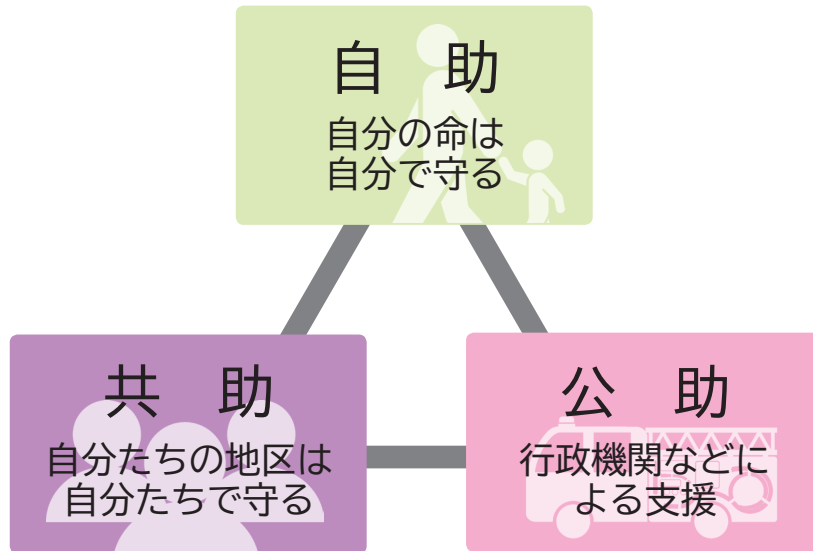 自　助
自分の命は
自分で守る
共　助
自分たちの地区は
自分たちで守る
公　助
行政機関などに
よる支援